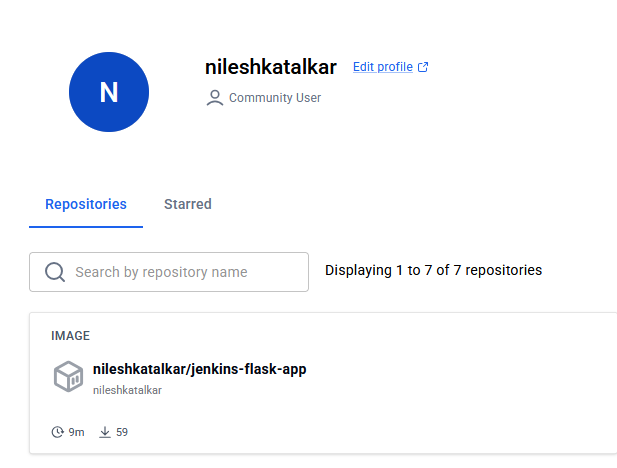 N
nileshkatalkar Edit profile
Community User
Repositories Starred
Search by repository name Displaying 1 to 7 of 7 repositories
IMAGE
nileshkatalkar/jenkins-flask-app
nileshkatalkar
9m 59